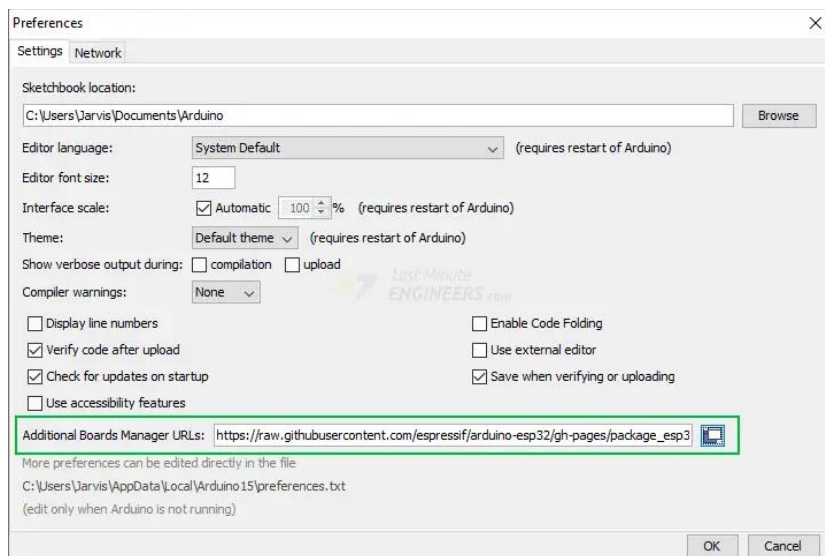 Preferences
Settings Network
Sketchbook location:
C:\Users\Jarvis\Documents\Arduino Browse
Editor language: System Default (requires restart of Arduino)
Editor font size: 12
Interface scale: Automatic 100 % (requires restart of Arduino)
Theme: Default theme (requires restart of Arduino)
Show verbose output during: compilation upload
Last Minute
ENGINEERS.com
Compiler warnings: None
Display line numbers Enable Code Folding
Verify code after upload Use external editor
Check for updates on startup Save when verifying or uploading
Use accessibility features
Additional Boards Manager URLs: https://raw.githubusercontent.com/espressif/arduino-esp32/gh-pages/package_esp3
More preferences can be edited directly in the file
C:\Users\Jarvis\AppData\Local\Arduino15\preferences.txt
(edit only when Arduino is not running)
OK Cancel